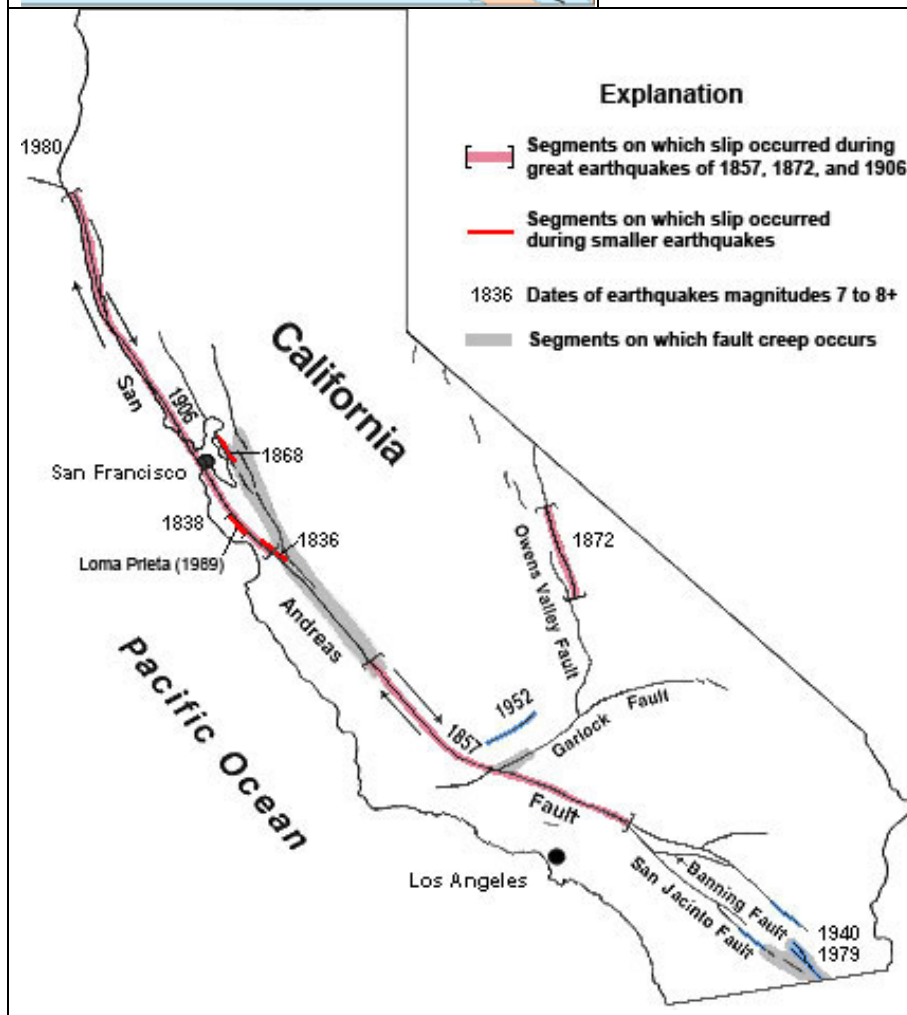 Explanation
Segments on which slip occurred during
great earthquakes of 1857, 1872, and 1906
Segments on which slip occurred
during smaller earthquakes
1836 Dates of earthquakes magnitudes 7 to 8+
Segments on which fault creep occurs
1980
California
San
1906
1868
San Francisco
1838
1836
Loma Prieta (1989)
1872
Owens Valley Fault
Andreas
Pacific Ocean
1952
1857
Garlock Fault
Fault
Los Angeles
Banning Fault
San Jacinto Fault
1940
1979